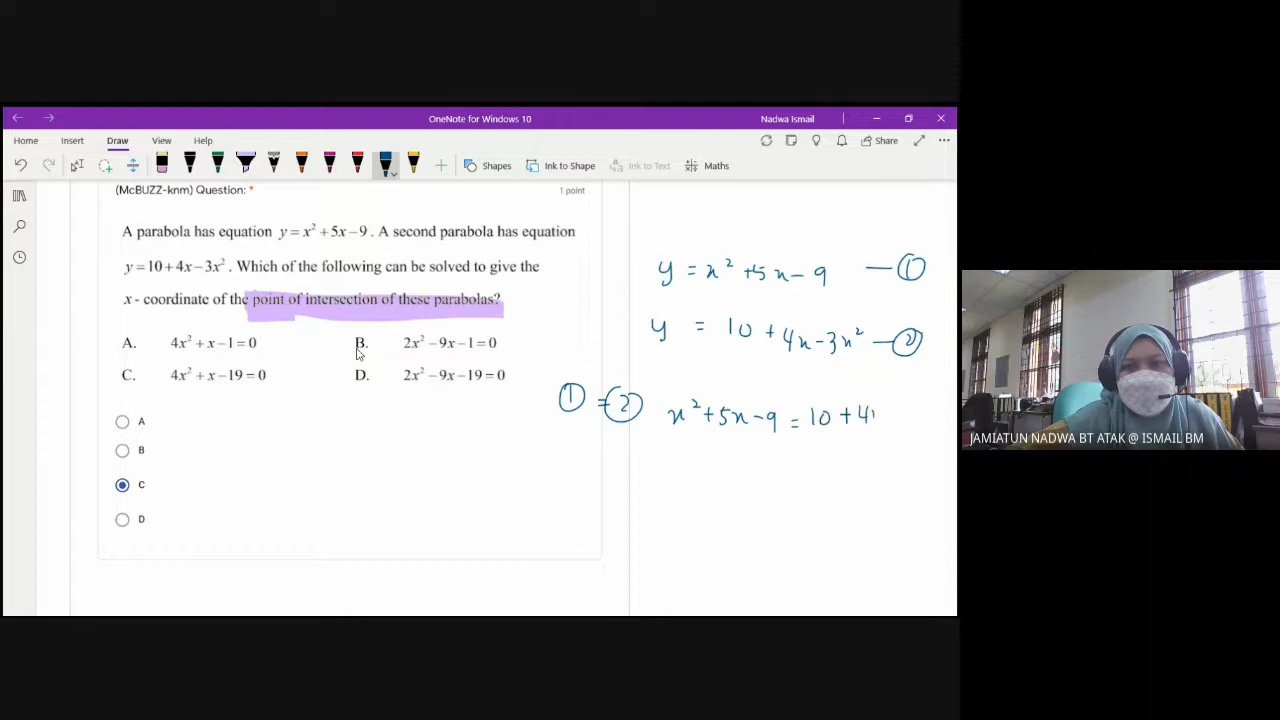 OneNote for Windows 10
Nadwa Ismail
Home Insert Draw View Help
Share
Shapes Ink to Shape Ink to Text Maths
(McBUZZ-knm) Question: *
1 point
A parabola has equation y = x² + 5x − 9. A second parabola has equation
y = 10 + 4x − 3x². Which of the following can be solved to give the
x - coordinate of the point of intersection of these parabolas?
A. 4x² + x − 1 = 0 B. 2x² − 9x − 1 = 0
C. 4x² + x − 19 = 0 D. 2x² − 9x − 19 = 0
A
B
C
D
y = x² + 5x − 9 — ①
y = 10 + 4x − 3x² — ②
① = ② x² + 5x − 9 = 10 + 4
JAMIATUN NADWA BT ATAK @ ISMAIL BM